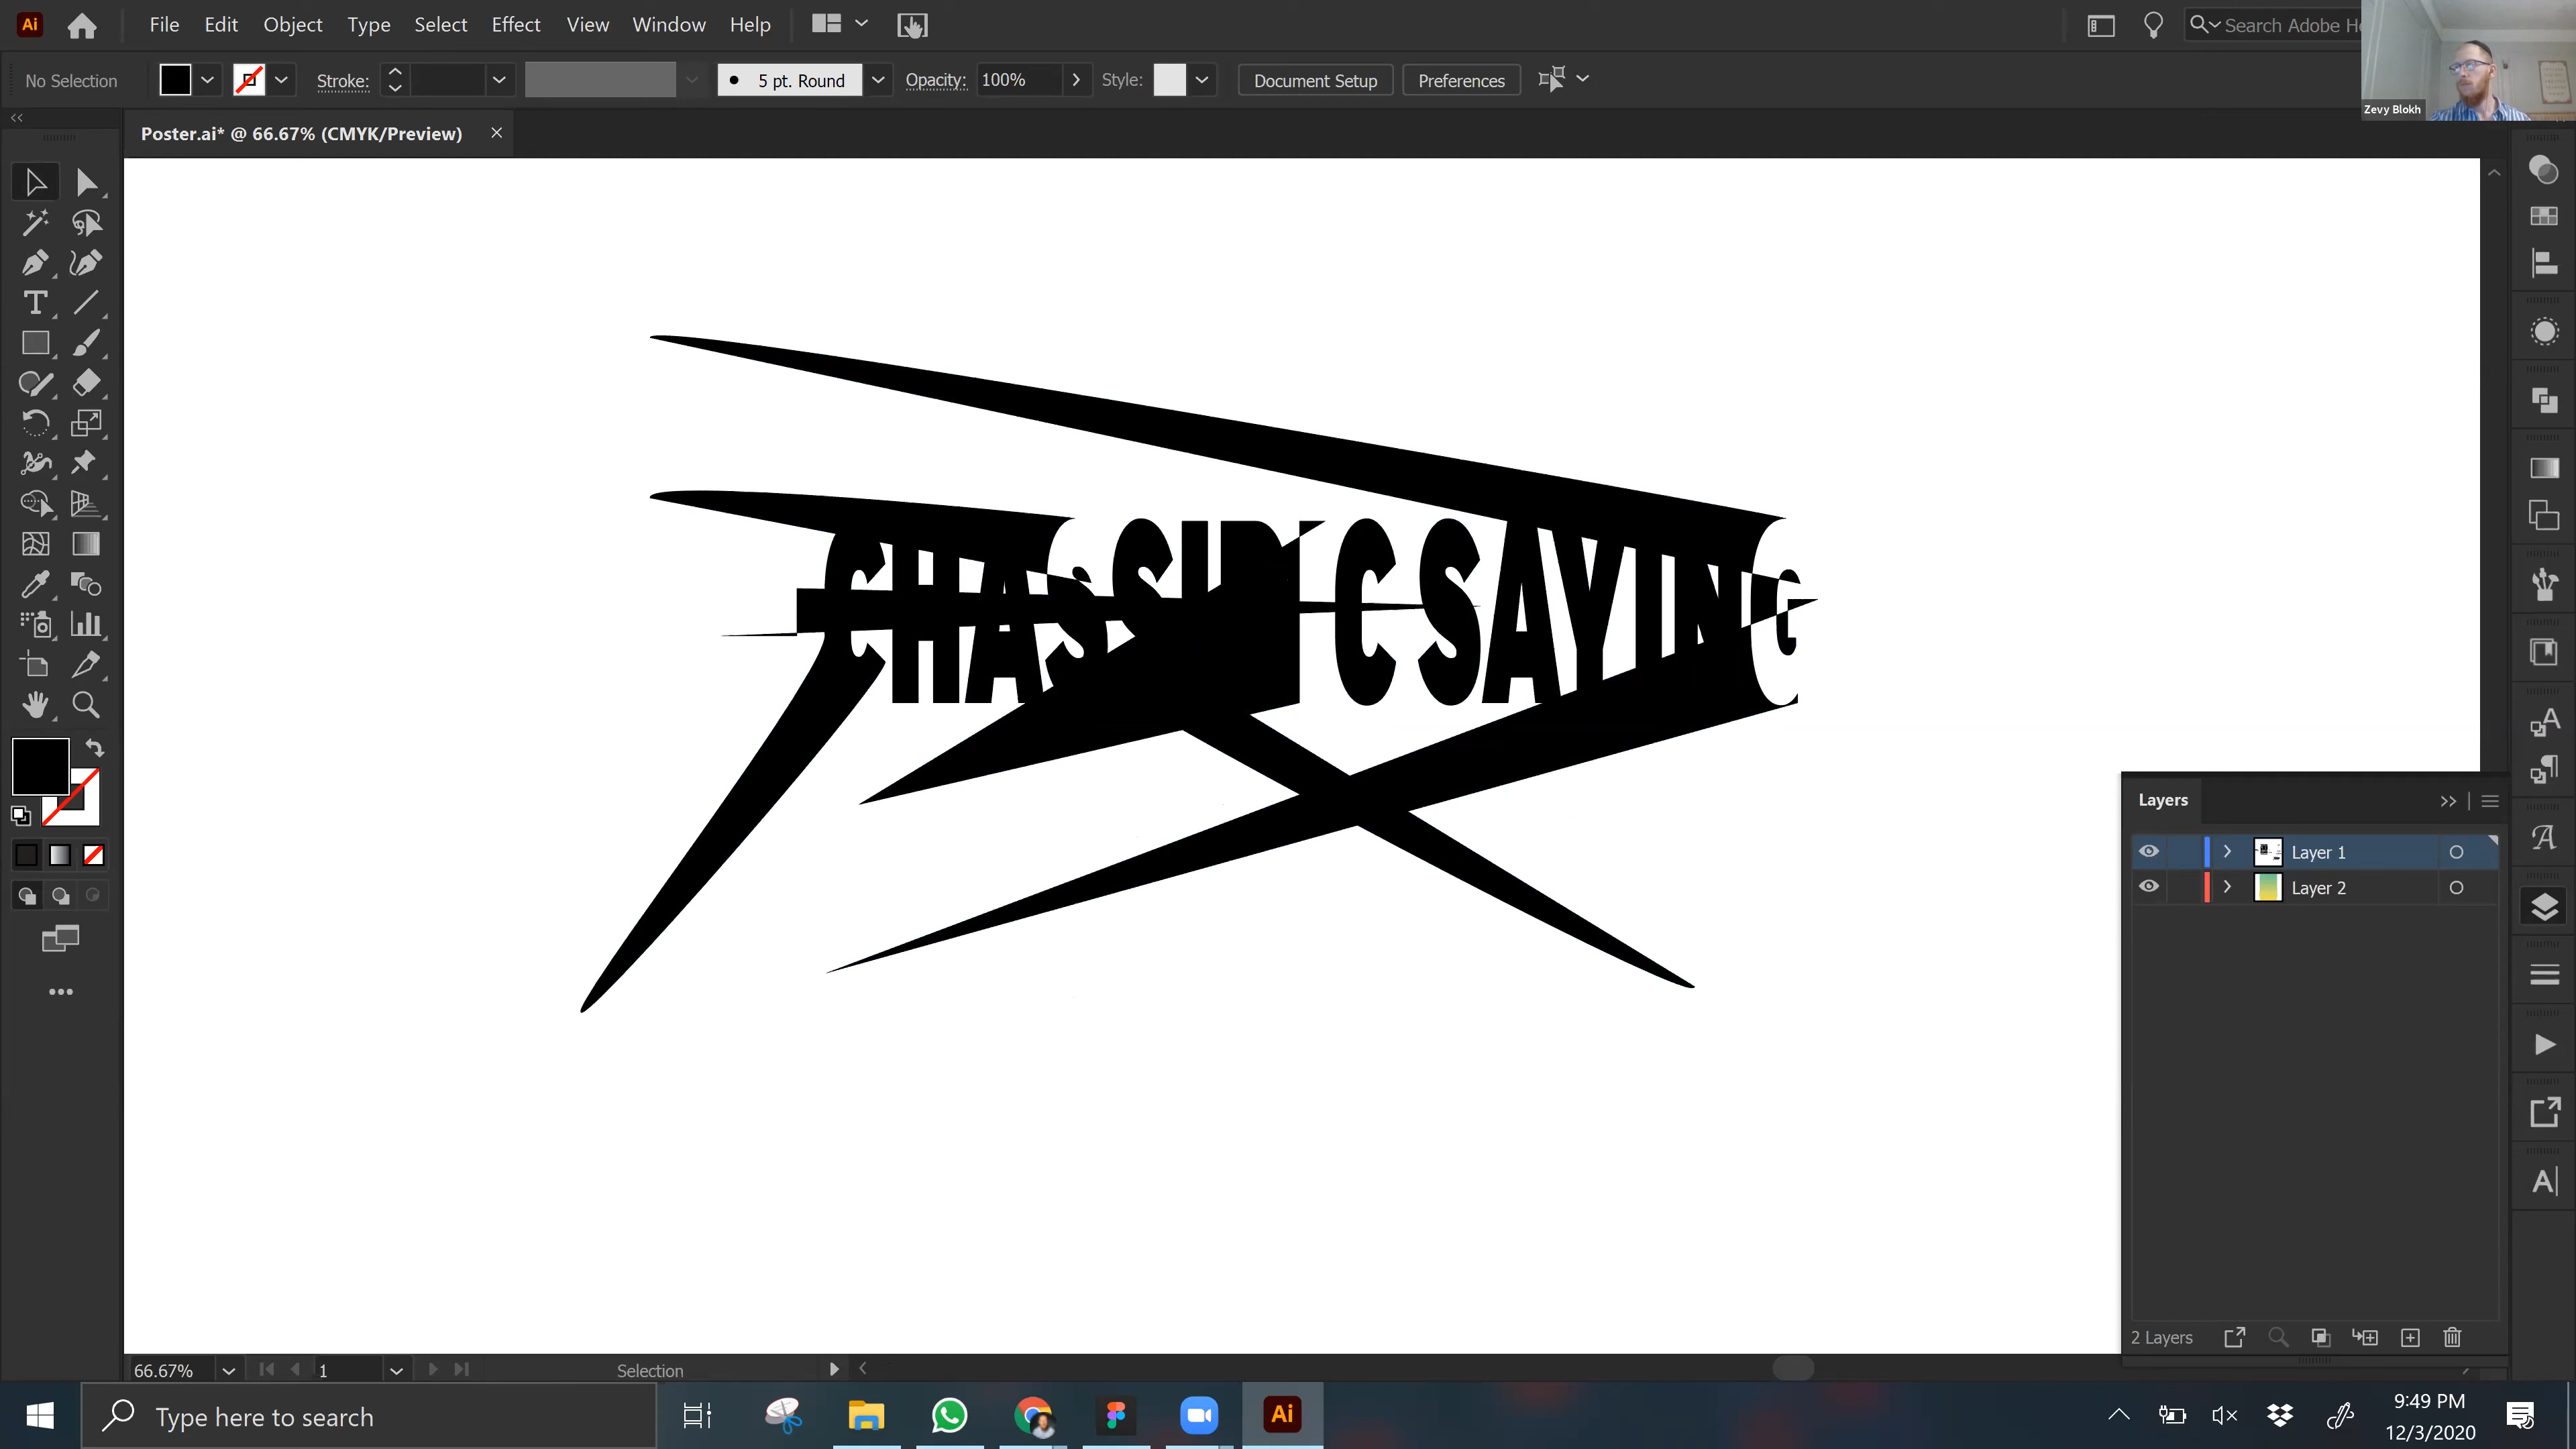 Ai File Edit Object Type Select Effect View Window Help Search Adobe He
No Selection Stroke: 5 pt. Round Opacity: 100% Style: Document Setup Preferences
Zevy Blokh
Poster.ai* @ 66.67% (CMYK/Preview)
CHASSIDIC SAYING
Layers
Layer 1
Layer 2
2 Layers
66.67% 1 Selection
Type here to search
Ai
9:49 PM
12/3/2020